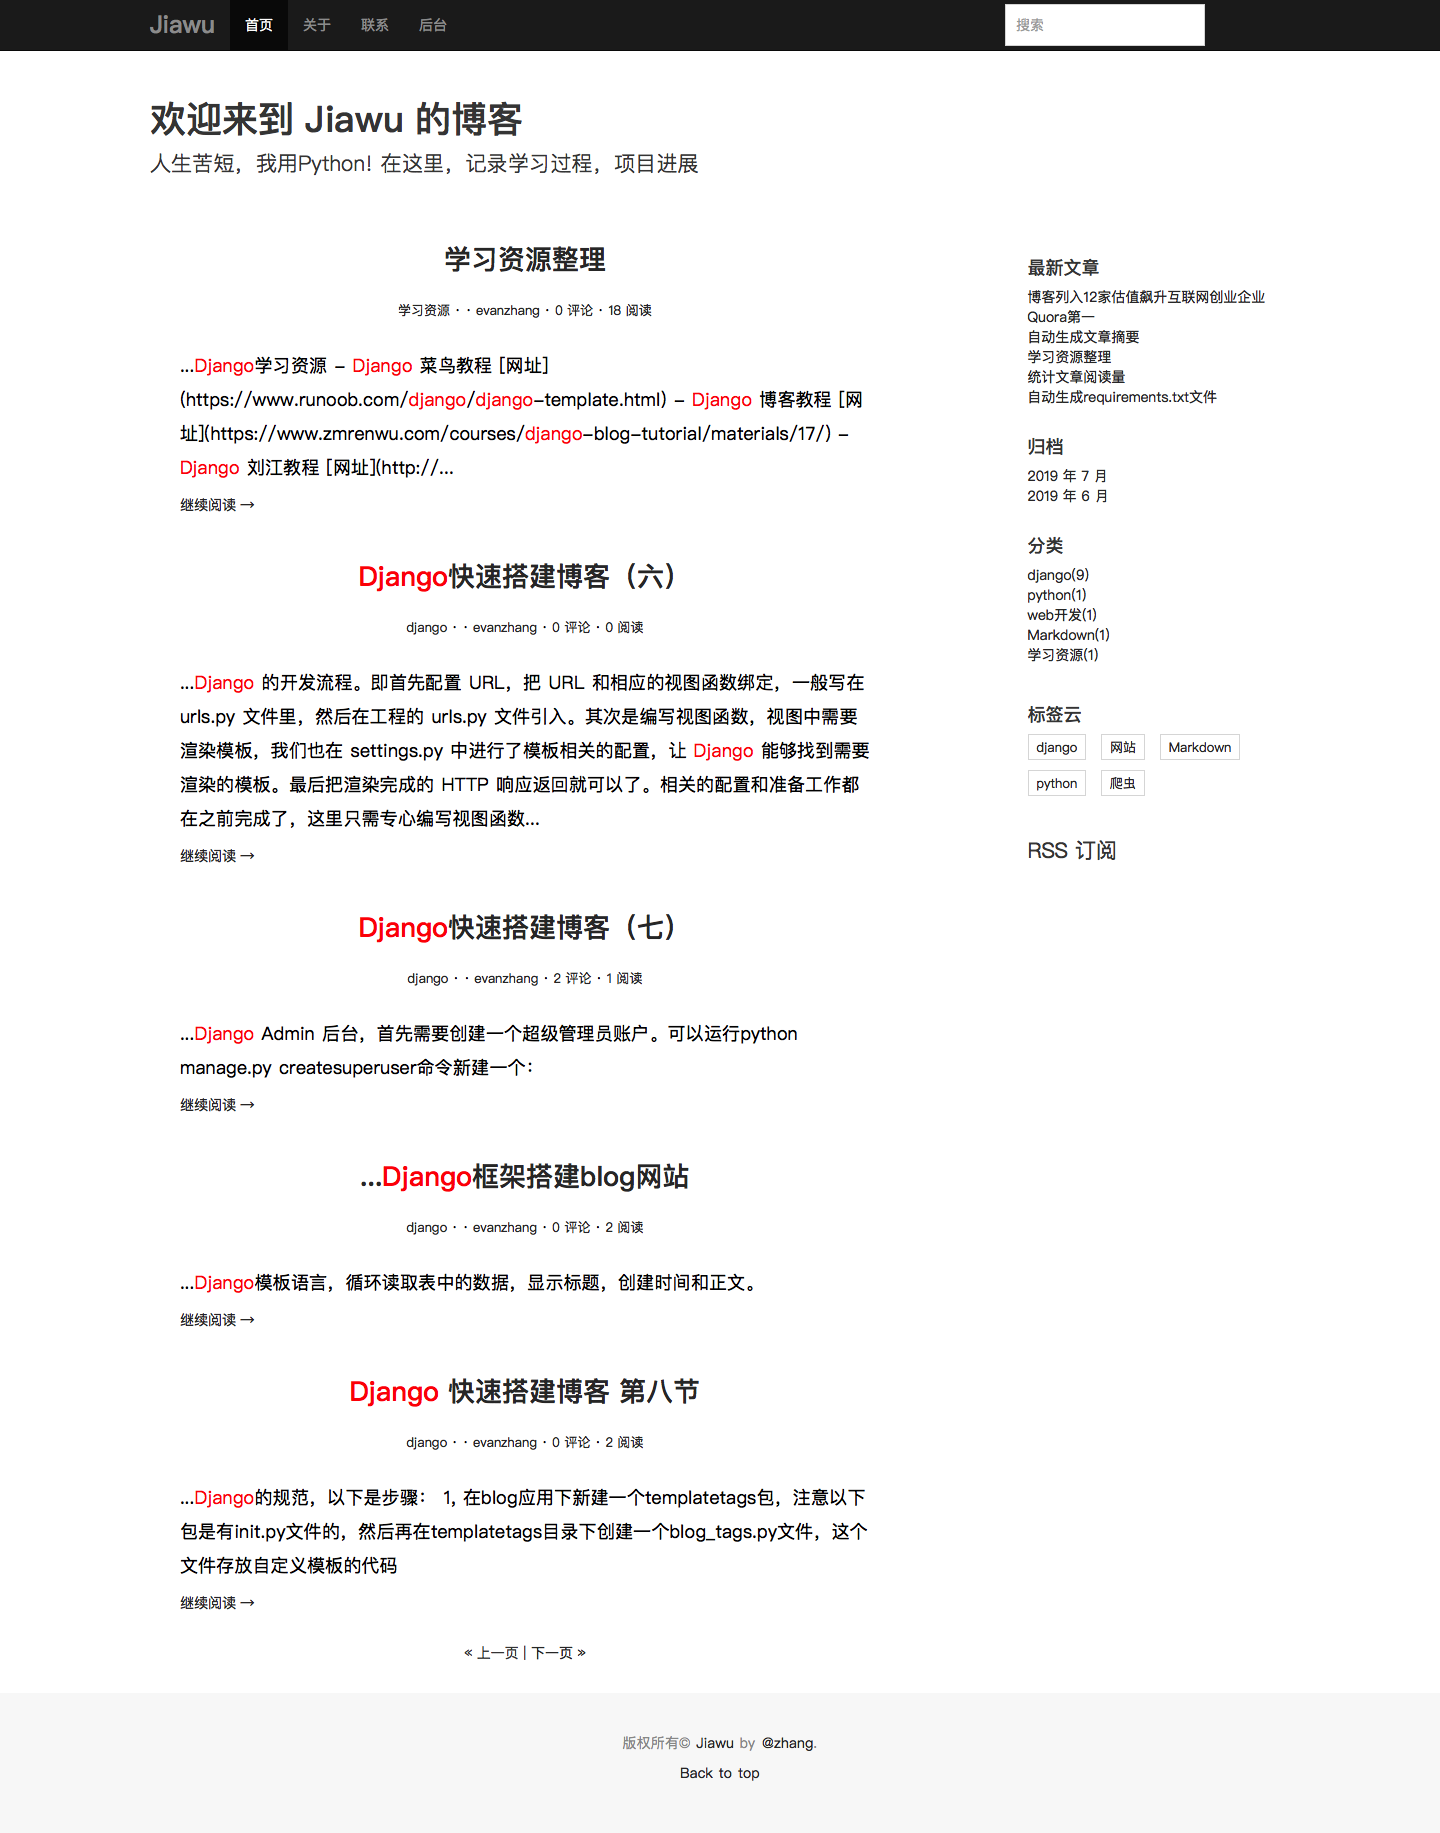 Jiawu 首页 关于 联系 后台 搜索
欢迎来到 Jiawu 的博客
人生苦短，我用Python! 在这里，记录学习过程，项目进展
学习资源整理
学习资源 · · evanzhang · 0 评论 · 18 阅读
...Django学习资源 - Django 菜鸟教程 [网址]
(https://www.runoob.com/django/django-template.html) - Django 博客教程 [网
址](https://www.zmrenwu.com/courses/django-blog-tutorial/materials/17/) -
Django 刘江教程 [网址](http://...
继续阅读 →
Django快速搭建博客（六）
django · · evanzhang · 0 评论 · 0 阅读
...Django 的开发流程。即首先配置 URL，把 URL 和相应的视图函数绑定，一般写在
urls.py 文件里，然后在工程的 urls.py 文件引入。其次是编写视图函数，视图中需要
渲染模板，我们也在 settings.py 中进行了模板相关的配置，让 Django 能够找到需要
渲染的模板。最后把渲染完成的 HTTP 响应返回就可以了。相关的配置和准备工作都
在之前完成了，这里只需专心编写视图函数...
继续阅读 →
Django快速搭建博客（七）
django · · evanzhang · 2 评论 · 1 阅读
...Django Admin 后台，首先需要创建一个超级管理员账户。可以运行python
manage.py createsuperuser命令新建一个：
继续阅读 →
...Django框架搭建blog网站
django · · evanzhang · 0 评论 · 2 阅读
...Django模板语言，循环读取表中的数据，显示标题，创建时间和正文。
继续阅读 →
Django 快速搭建博客 第八节
django · · evanzhang · 0 评论 · 2 阅读
...Django的规范，以下是步骤： 1, 在blog应用下新建一个templatetags包，注意以下
包是有init.py文件的，然后再在templatetags目录下创建一个blog_tags.py文件，这个
文件存放自定义模板的代码
继续阅读 →
« 上一页 | 下一页 »
最新文章
博客列入12家估值飙升互联网创业企业
Quora第一
自动生成文章摘要
学习资源整理
统计文章阅读量
自动生成requirements.txt文件
归档
2019 年 7 月
2019 年 6 月
分类
django(9)
python(1)
web开发(1)
Markdown(1)
学习资源(1)
标签云
django 网站 Markdown
python 爬虫
RSS 订阅
版权所有© Jiawu by @zhang.
Back to top